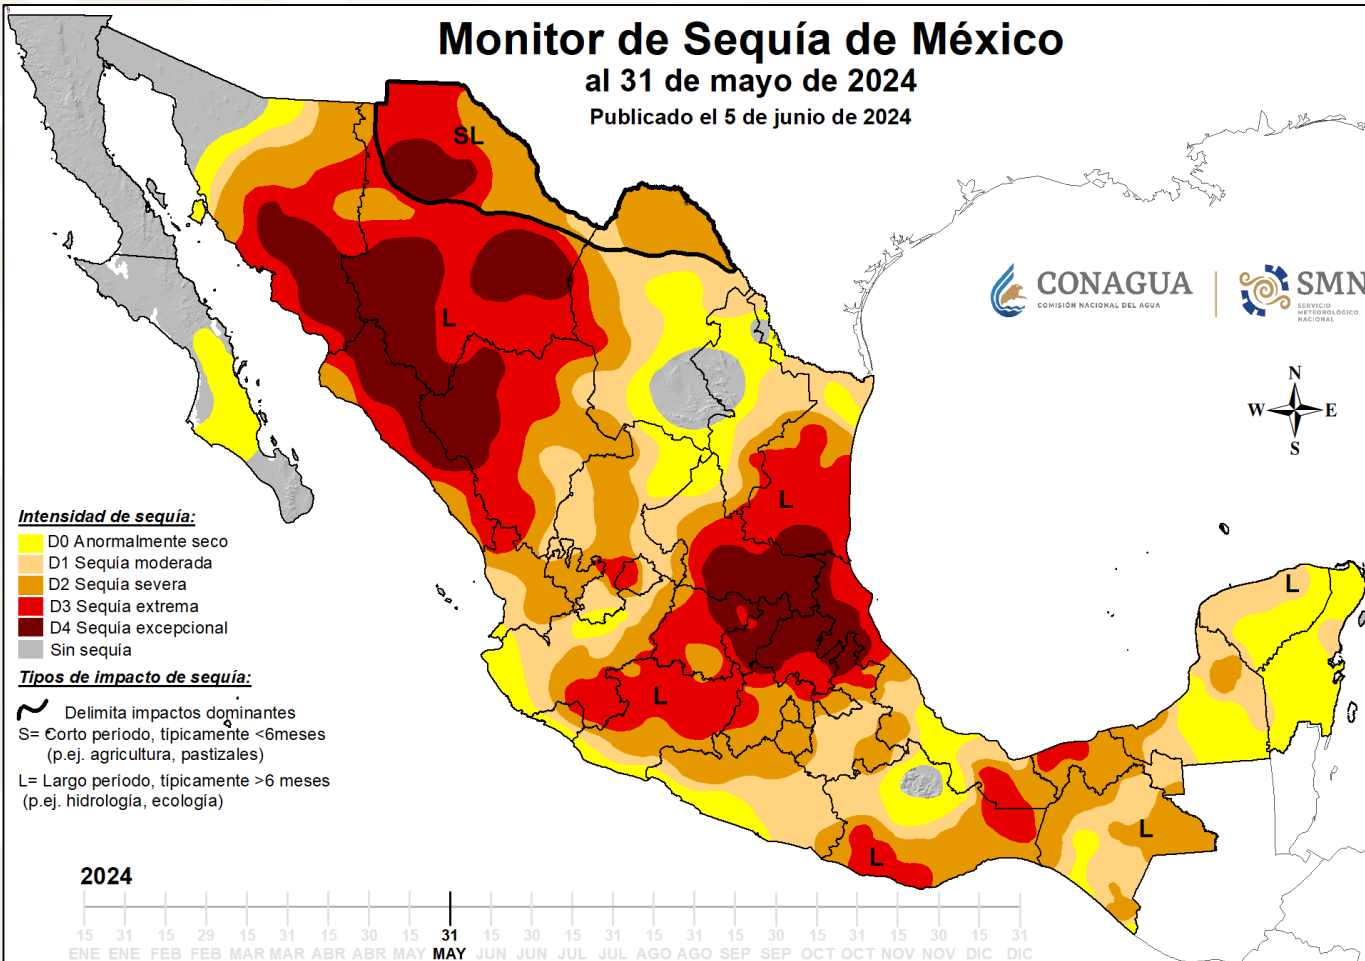 Monitor de Sequía de México
al 31 de mayo de 2024
Publicado el 5 de junio de 2024
SL
CONAGUA
COMISIÓN NACIONAL DEL AGUA
SMN
SERVICIO
METEOROLÓGICO
NACIONAL
L
N
W E
S
L
Intensidad de sequía:
D0 Anormalmente seco
D1 Sequía moderada
D2 Sequía severa
D3 Sequía extrema
D4 Sequía excepcional
Sin sequía
L
L
Tipos de impacto de sequía:
Delimita impactos dominantes
S= Corto período, típicamente <6meses
(p.ej. agricultura, pastizales)
L= Largo período, típicamente >6 meses
(p.ej. hidrología, ecología)
L
L
2024
15 31 15 29 15 31 15 30 15 31 15 30 15 31 15 31 15 30 15 31 15 30 15 31
ENE ENE FEB FEB MAR MAR ABR ABR MAY MAY JUN JUN JUL JUL AGO AGO SEP SEP OCT OCT NOV NOV DIC DIC